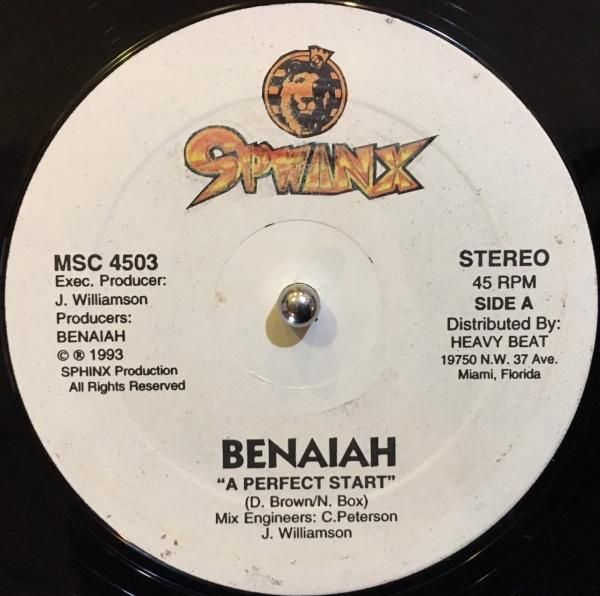 SPHINX
MSC 4503
Exec. Producer:
J. Williamson
Producers:
BENAIAH
© ℗ 1993
SPHINX Production
All Rights Reserved
STEREO
45 RPM
SIDE A
Distributed By:
HEAVY BEAT
19750 N.W. 37 Ave.
Miami, Florida
BENAIAH
"A PERFECT START"
(D. Brown/N. Box)
Mix Engineers: C.Peterson
J. Williamson